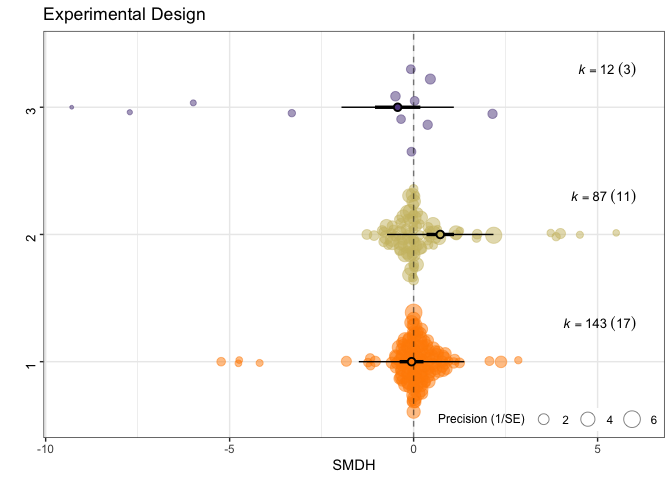 Experimental Design
k = 12 (3)
3
k = 87 (11)
2
k = 143 (17)
1
Precision (1/SE) 2 4 6
-10 -5 0 5
SMDH